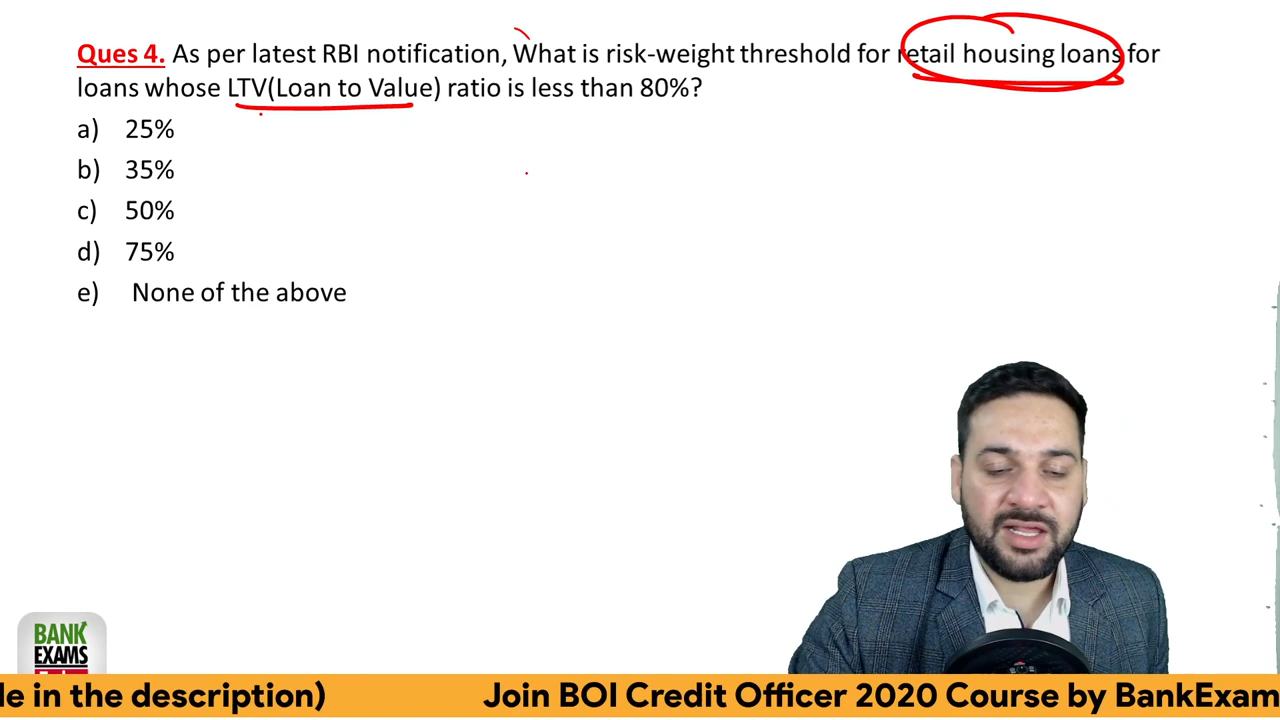 Ques 4. As per latest RBI notification, What is risk-weight threshold for retail housing loans for
loans whose LTV(Loan to Value) ratio is less than 80%?
a) 25%
b) 35%
c) 50%
d) 75%
e) None of the above
BANK
EXAMS
le in the description) Join BOI Credit Officer 2020 Course by BankExam